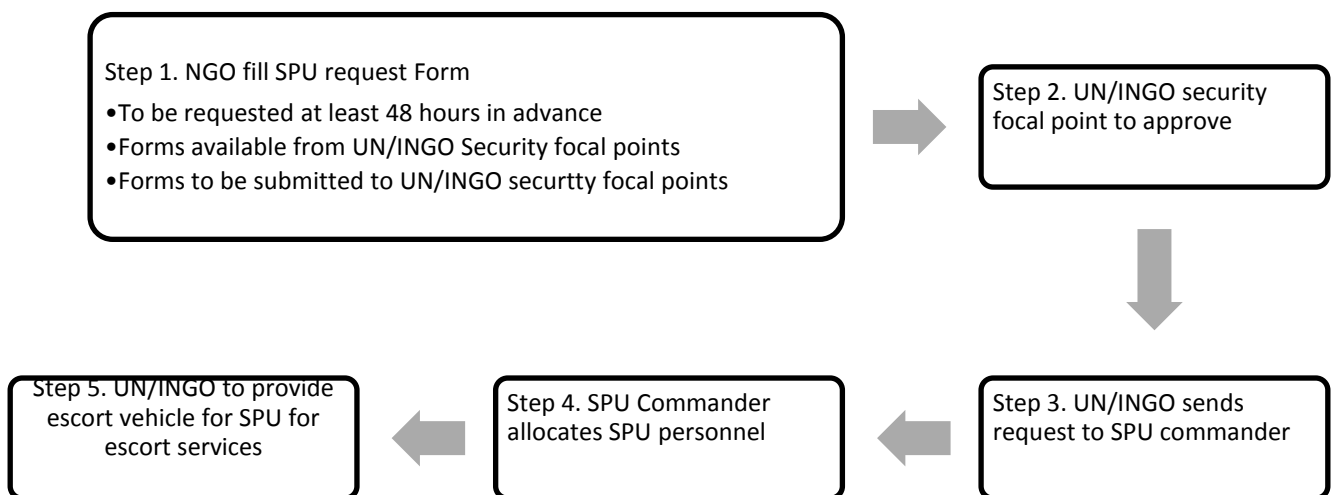 Step 1. NGO fill SPU request Form
•To be requested at least 48 hours in advance
•Forms available from UN/INGO Security focal points
•Forms to be submitted to UN/INGO securtty focal points
Step 2. UN/INGO security
focal point to approve
Step 3. UN/INGO sends
request to SPU commander
Step 4. SPU Commander
allocates SPU personnel
Step 5. UN/INGO to provide
escort vehicle for SPU for
escort services